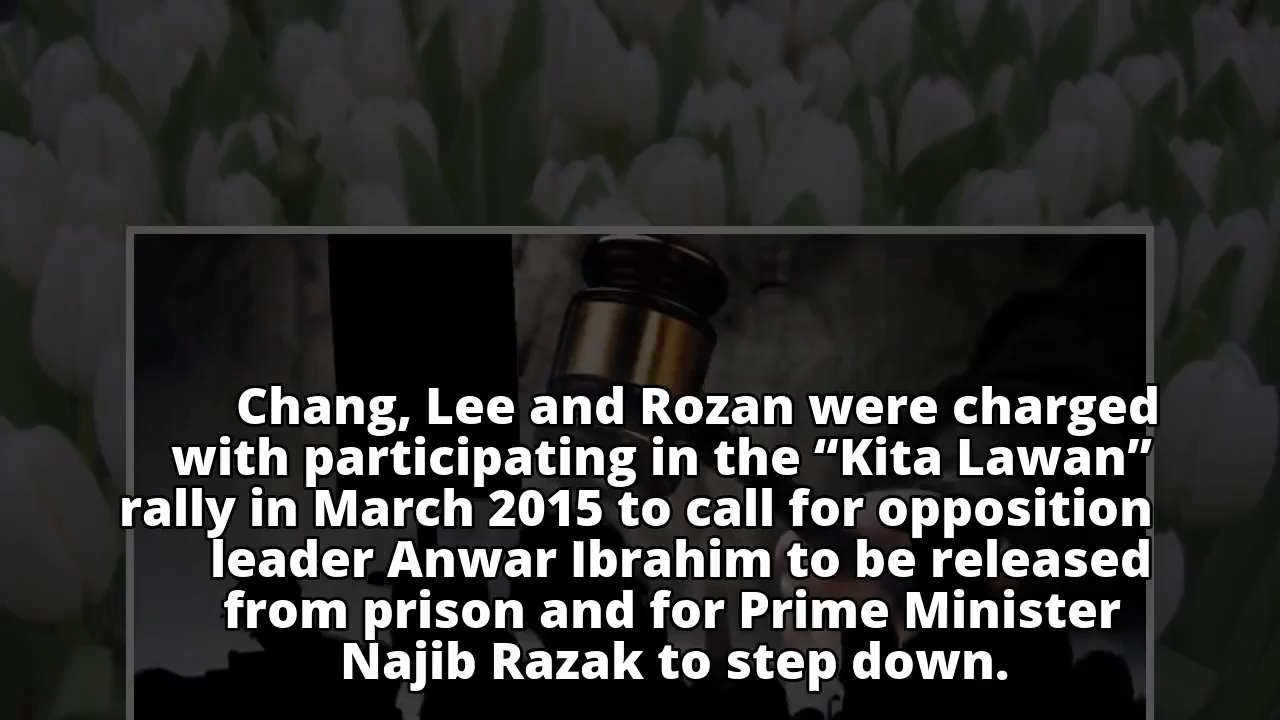 Chang, Lee and Rozan were charged
with participating in the “Kita Lawan”
rally in March 2015 to call for opposition
leader Anwar Ibrahim to be released
from prison and for Prime Minister
Najib Razak to step down.